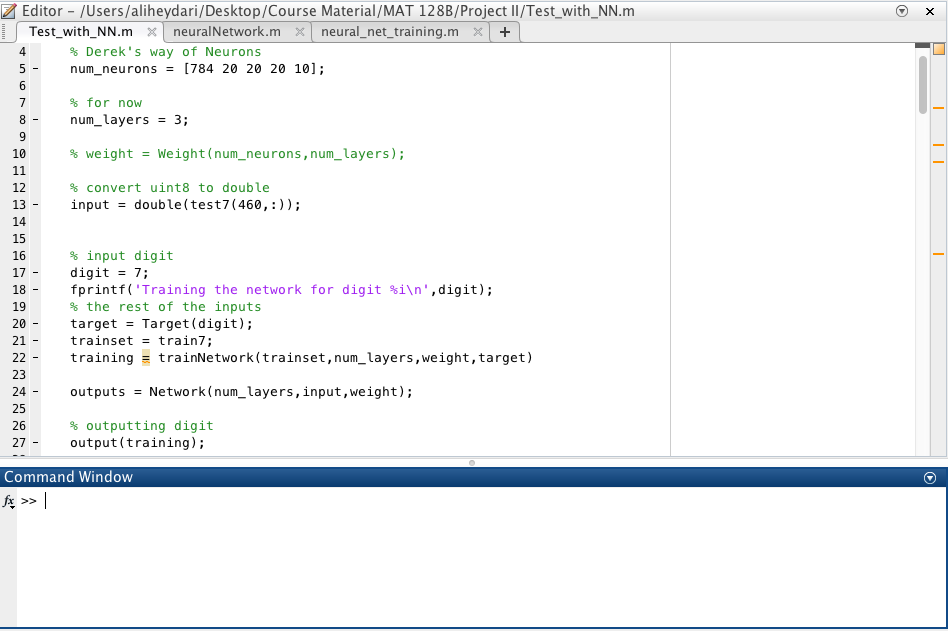 Editor – /Users/aliheydari/Desktop/Course Material/MAT 128B/Project II/Test_with_NN.m
Test_with_NN.m neuralNetwork.m neural_net_training.m +
4 % Derek's way of Neurons
5 – num_neurons = [784 20 20 20 10];
6
7 % for now
8 – num_layers = 3;
9
10 % weight = Weight(num_neurons,num_layers);
11
12 % convert uint8 to double
13 – input = double(test7(460,:));
14
15
16 % input digit
17 – digit = 7;
18 – fprintf('Training the network for digit %i\n',digit);
19 % the rest of the inputs
20 – target = Target(digit);
21 – trainset = train7;
22 – training = trainNetwork(trainset,num_layers,weight,target)
23
24 – outputs = Network(num_layers,input,weight);
25
26 % outputting digit
27 – output(training);
Command Window
fx >>